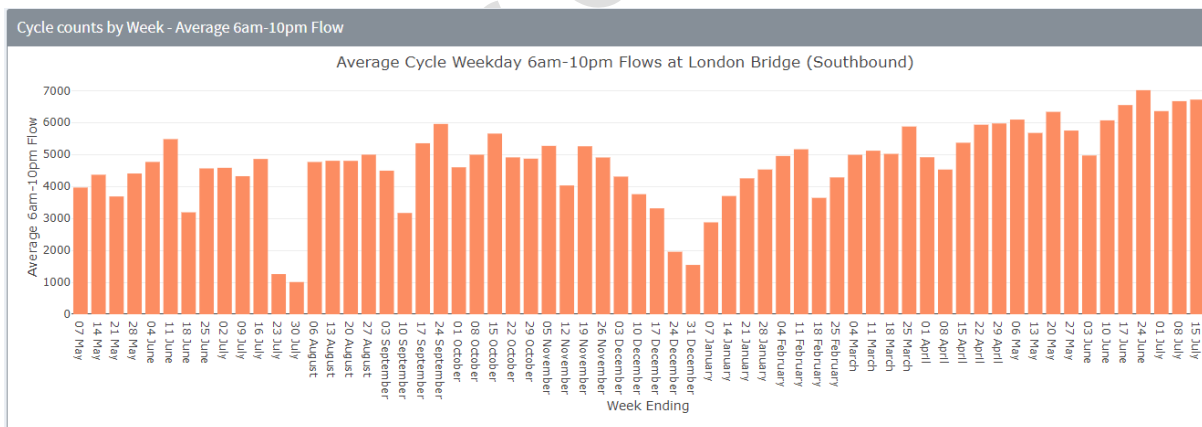 Cycle counts by Week - Average 6am-10pm Flow
Average Cycle Weekday 6am-10pm Flows at London Bridge (Southbound)
7000
6000
5000
4000
3000
2000
1000
0
Average 6am-10pm Flow
07 May
14 May
21 May
28 May
04 June
11 June
18 June
25 June
02 July
09 July
16 July
23 July
30 July
06 August
13 August
20 August
27 August
03 September
10 September
17 September
24 September
01 October
08 October
15 October
22 October
29 October
05 November
12 November
19 November
26 November
03 December
10 December
17 December
24 December
31 December
07 January
14 January
21 January
28 January
04 February
11 February
18 February
25 February
04 March
11 March
18 March
25 March
01 April
08 April
15 April
22 April
29 April
06 May
13 May
20 May
27 May
03 June
10 June
17 June
24 June
01 July
08 July
15 July
Week Ending